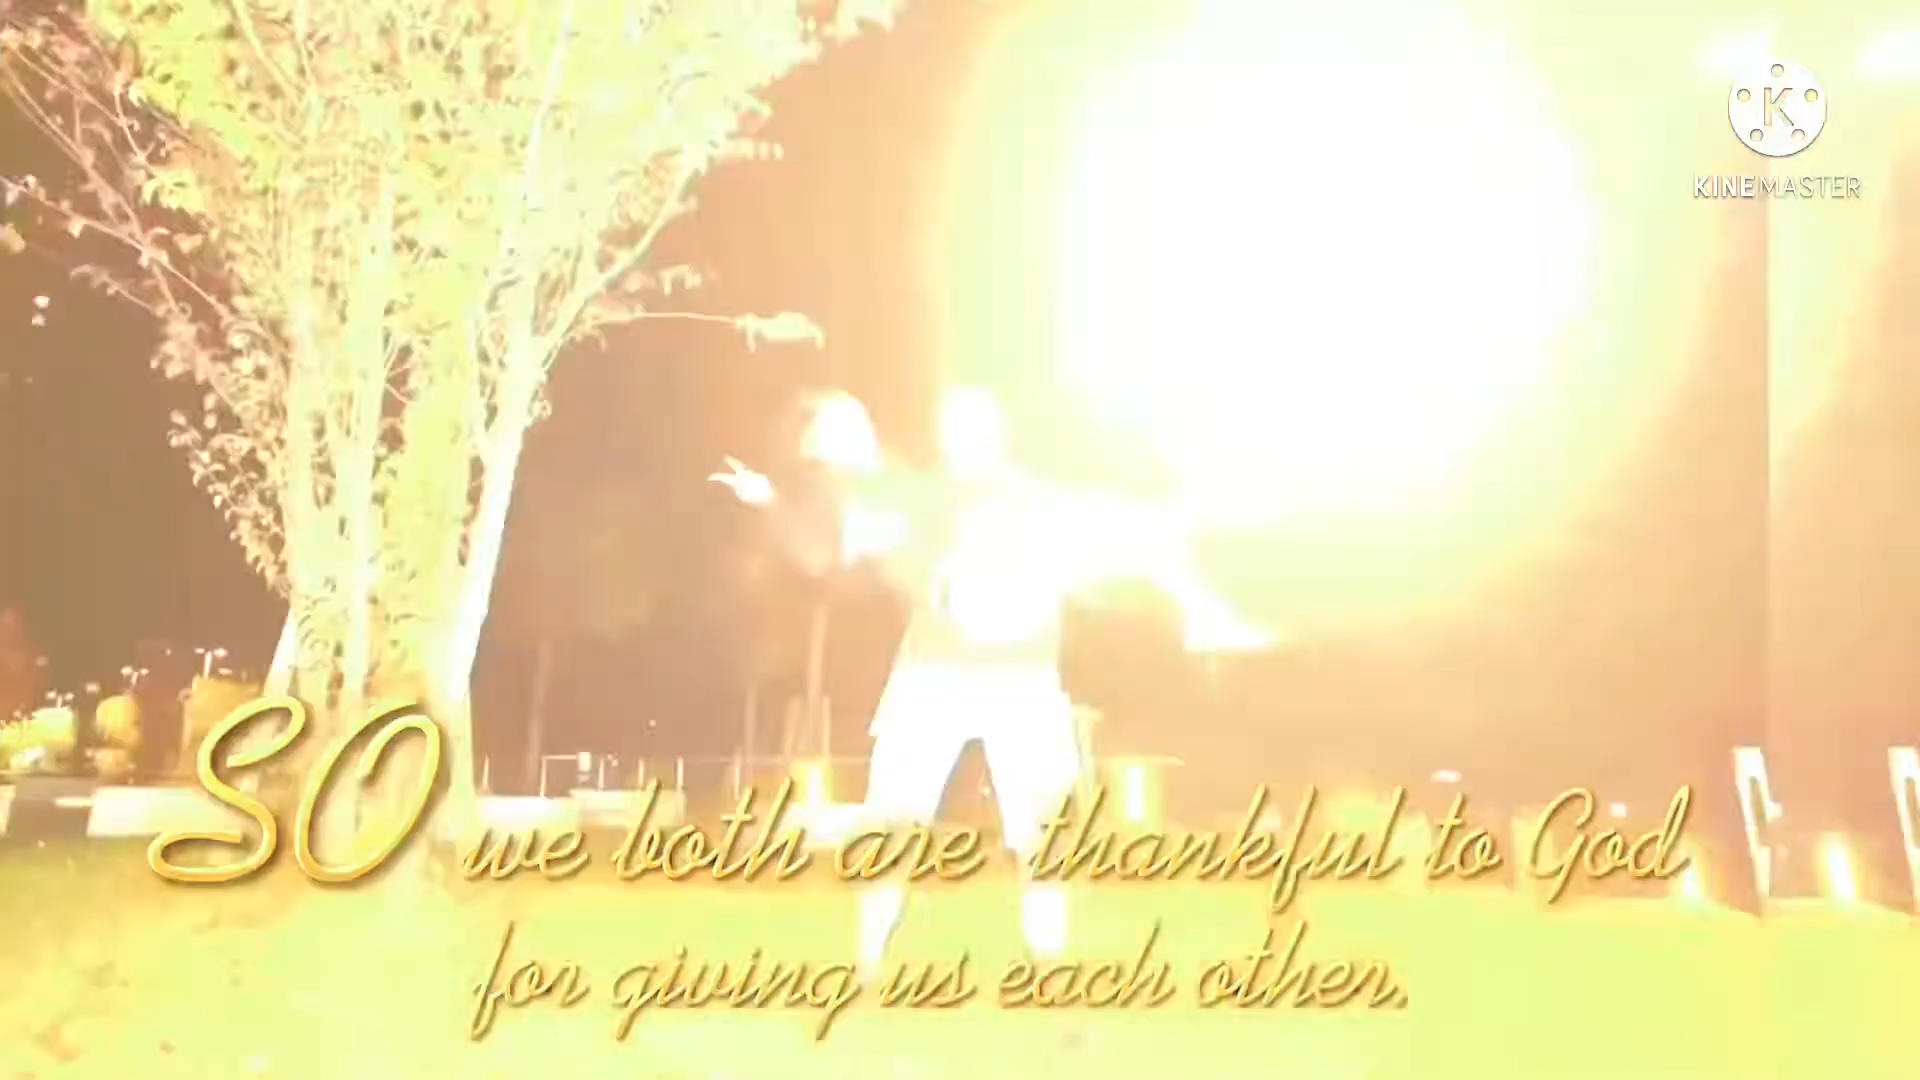 K
KINEMASTER
SO we both are thankful to God
for giving us each other.